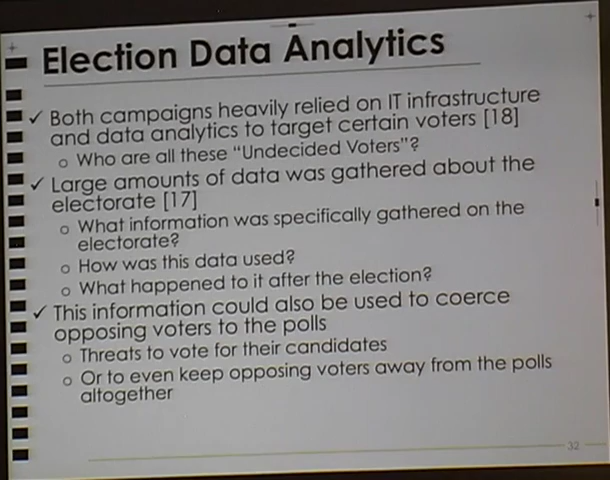 Election Data Analytics
✓ Both campaigns heavily relied on IT infrastructure
and data analytics to target certain voters [18]
o Who are all these "Undecided Voters"?
✓ Large amounts of data was gathered about the
electorate [17]
o What information was specifically gathered on the
electorate?
o How was this data used?
o What happened to it after the election?
✓ This information could also be used to coerce
opposing voters to the polls
o Threats to vote for their candidates
o Or to even keep opposing voters away from the polls
altogether
32